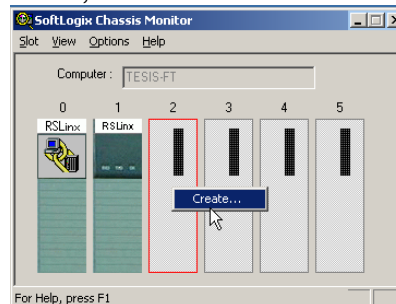 SoftLogix Chassis Monitor
Slot View Options Help
Computer : TESIS-FT
0 1 2 3 4 5
RSLinx RSLinx
Create...
For Help, press F1